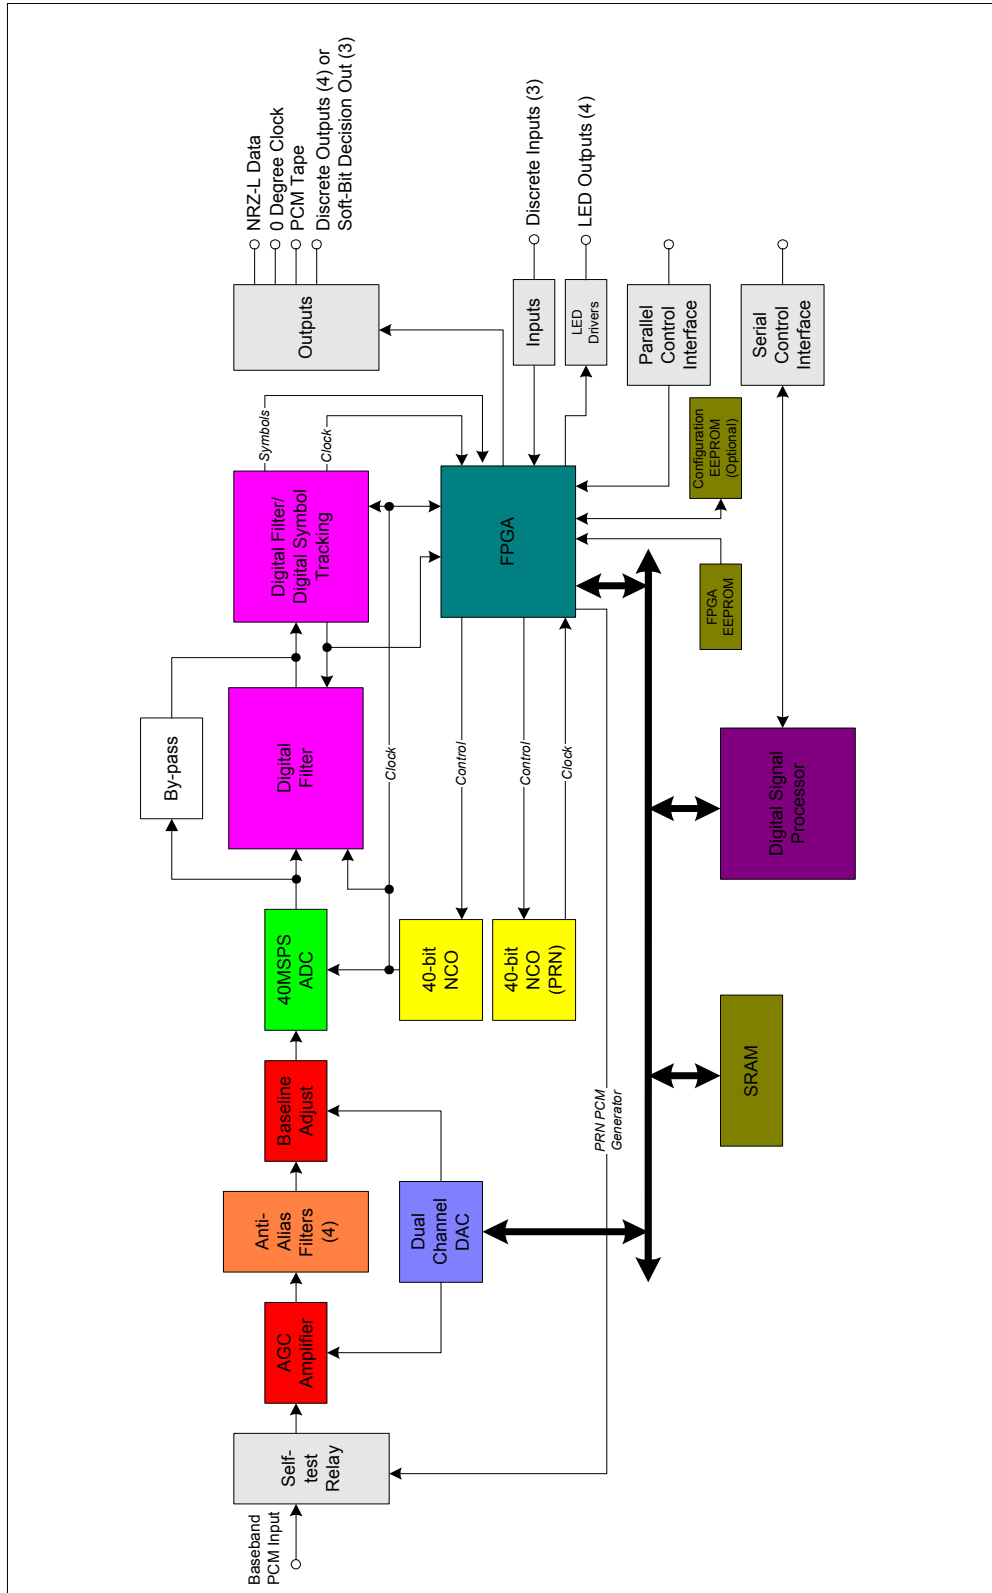 Baseband
PCM Input
Self-
test
Relay
AGC
Amplifier
Anti-
Alias
Filters
(4)
Baseline
Adjust
40MSPS
ADC
By-pass
Digital
Filter
Digital Filter/
Digital Symbol
Tracking
Symbols
Clock
Outputs
NRZ-L Data
0 Degree Clock
PCM Tape
Discrete Outputs (4) or
Soft-Bit Decision Out (3)
Dual
Channel
DAC
40-bit
NCO
40-bit
NCO
(PRN)
Clock
Control
Control
Clock
FPGA
Inputs
Discrete Inputs (3)
LED
Drivers
LED Outputs (4)
Parallel
Control
Interface
Serial
Control
Interface
Configuration
EEPROM
(Optional)
FPGA
EEPROM
PRN PCM
Generator
SRAM
Digital Signal
Processor